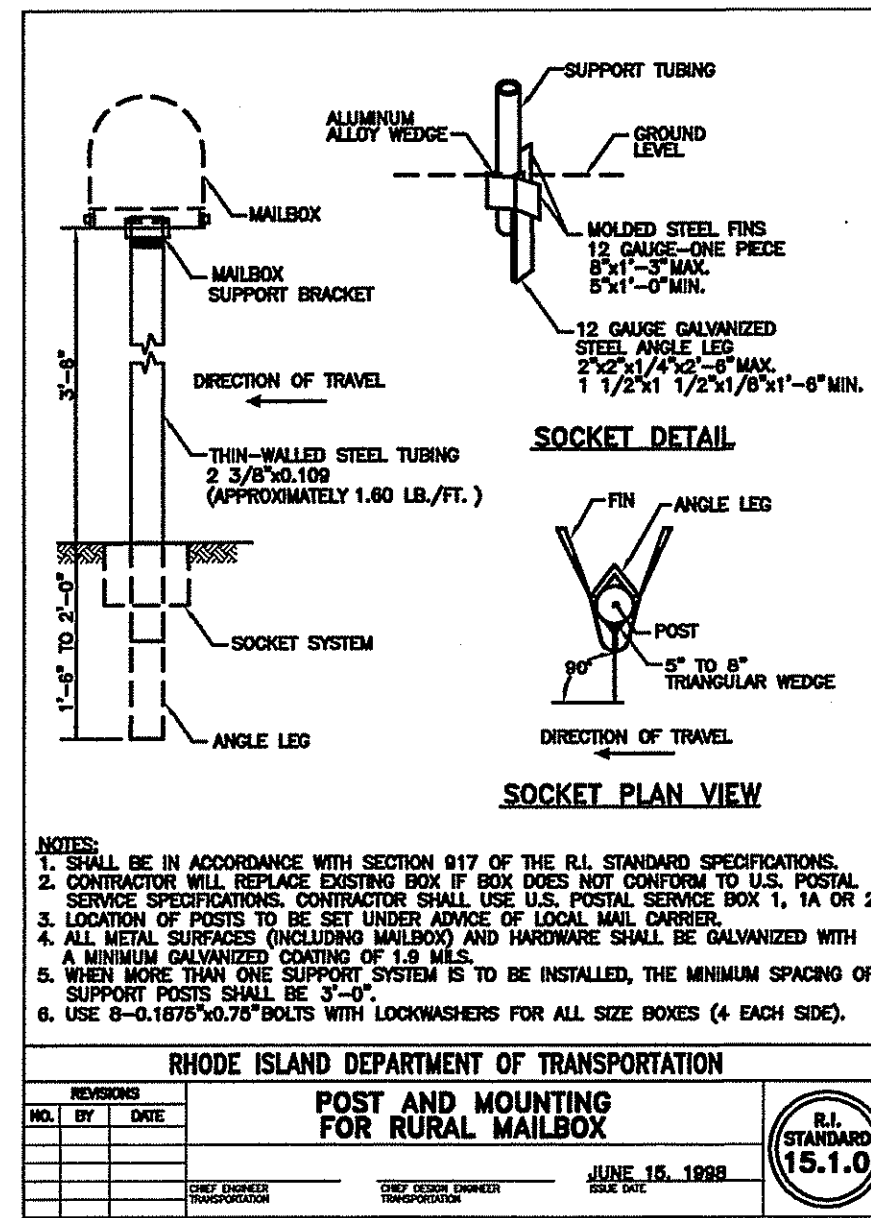 SUPPORT TUBING
ALUMINUM
ALLOY WEDGE
GROUND
LEVEL
MAILBOX
MOLDED STEEL FINS
12 GAUGE-ONE PIECE
8"x1'-3"MAX.
5"x1'-0"MIN.
MAILBOX
SUPPORT BRACKET
12 GAUGE GALVANIZED
STEEL ANGLE LEG
2"x2"x1/4"x2'-6"MAX.
1 1/2"x1 1/2"x1/8"x1'-6"MIN.
3'-6"
DIRECTION OF TRAVEL
SOCKET DETAIL
THIN-WALLED STEEL TUBING
2 3/8"x0.109
(APPROXIMATELY 1.60 LB./FT. )
FIN
ANGLE LEG
1'-6" TO 2'-0"
SOCKET SYSTEM
POST
90°
5" TO 8"
TRIANGULAR WEDGE
ANGLE LEG
DIRECTION OF TRAVEL
SOCKET PLAN VIEW
NOTES:
1. SHALL BE IN ACCORDANCE WITH SECTION 917 OF THE R.I. STANDARD SPECIFICATIONS.
2. CONTRACTOR WILL REPLACE EXISTING BOX IF BOX DOES NOT CONFORM TO U.S. POSTAL
SERVICE SPECIFICATIONS. CONTRACTOR SHALL USE U.S. POSTAL SERVICE BOX 1, 1A OR 2
3. LOCATION OF POSTS TO BE SET UNDER ADVICE OF LOCAL MAIL CARRIER.
4. ALL METAL SURFACES (INCLUDING MAILBOX) AND HARDWARE SHALL BE GALVANIZED WITH
A MINIMUM GALVANIZED COATING OF 1.9 MILS.
5. WHEN MORE THAN ONE SUPPORT SYSTEM IS TO BE INSTALLED, THE MINIMUM SPACING OF
SUPPORT POSTS SHALL BE 3'-0".
6. USE 8-0.1875"x0.75"BOLTS WITH LOCKWASHERS FOR ALL SIZE BOXES (4 EACH SIDE).
RHODE ISLAND DEPARTMENT OF TRANSPORTATION
REVISIONS
NO. BY DATE
POST AND MOUNTING
FOR RURAL MAILBOX
R.I.
STANDARD
15.1.0
JUNE 15, 1998
CHIEF ENGINEER
TRANSPORTATION
CHIEF DESIGN ENGINEER
TRANSPORTATION
ISSUE DATE